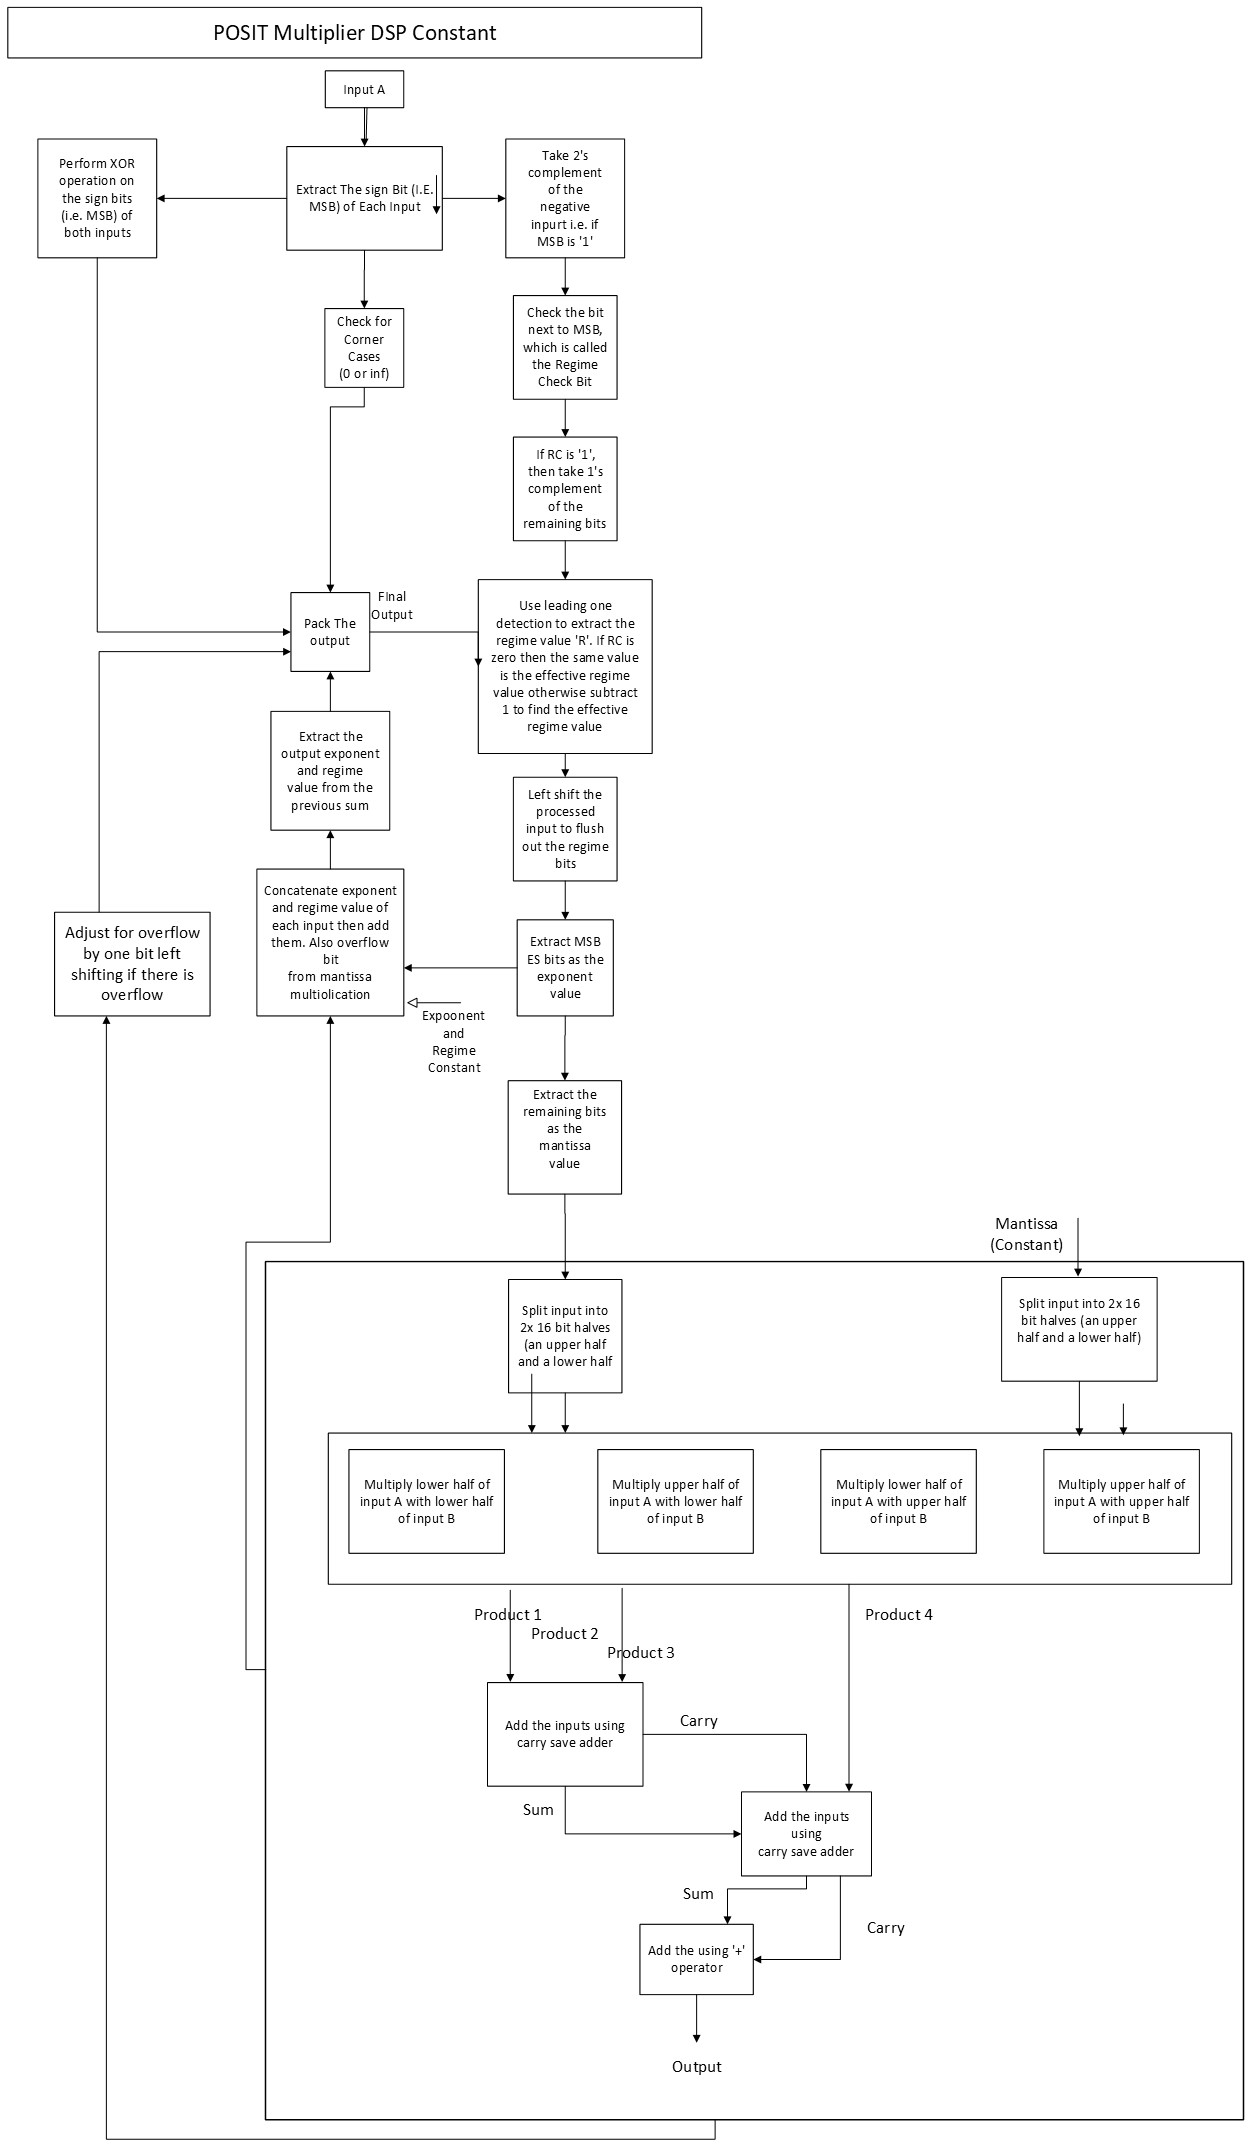 POSIT Multiplier DSP Constant
Input A
Perform XOR
operation on
the sign bits
(i.e. MSB) of
both inputs
Extract The sign Bit (I.E.
MSB) of Each Input
Take 2's
complement
of the
negative
inpurt i.e. if
MSB is '1'
Check for
Corner
Cases
(0 or inf)
Check the bit
next to MSB,
which is called
the Regime
Check Bit
If RC is '1',
then take 1's
complement
of the
remaining bits
Pack The
output
FInal
Output
Use leading one
detection to extract the
regime value 'R'. If RC is
zero then the same value
is the effective regime
value otherwise subtract
1 to find the effective
regime value
Extract the
output exponent
and regime
value from the
previous sum
Left shift the
processed
input to flush
out the regime
bits
Adjust for overflow
by one bit left
shifting if there is
overflow
Concatenate exponent
and regime value of
each input then add
them. Also overflow
bit
from mantissa
multiolication
Extract MSB
ES bits as the
exponent
value
Expoonent
and
Regime
Constant
Extract the
remaining bits
as the
mantissa
value
Mantissa
(Constant)
Split input into
2x 16 bit halves
(an upper half
and a lower half
Split input into 2x 16
bit halves (an upper
half and a lower half)
Multiply lower half of
input A with lower half
of input B
Multiply upper half of
input A with lower half
of input B
Multiply lower half of
input A with upper half
of input B
Multiply upper half of
input A with upper half
of input B
Product 1
Product 2
Product 3
Product 4
Add the inputs using
carry save adder
Carry
Sum
Add the inputs
using
carry save adder
Sum
Carry
Add the using '+'
operator
Output